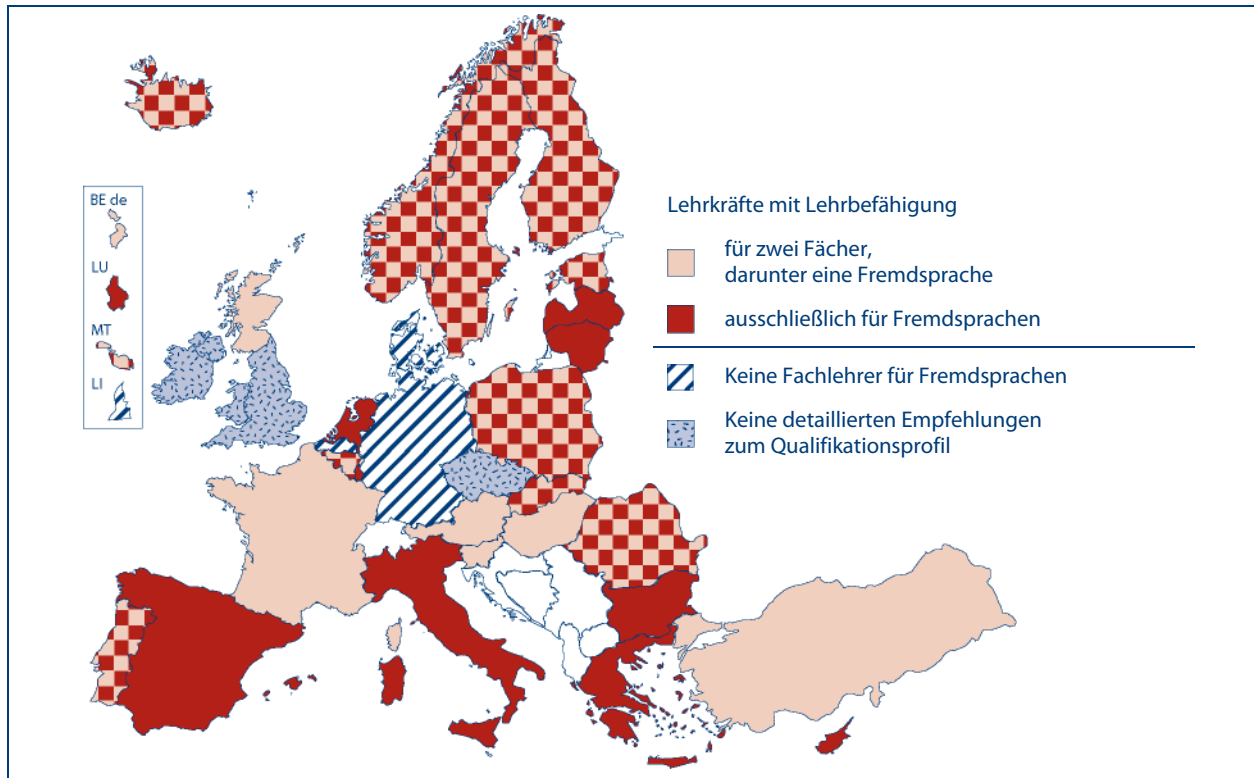 BE de
LU
MT
LI
Lehrkräfte mit Lehrbefähigung
für zwei Fächer,
darunter eine Fremdsprache
ausschließlich für Fremdsprachen
Keine Fachlehrer für Fremdsprachen
Keine detaillierten Empfehlungen
zum Qualifikationsprofil